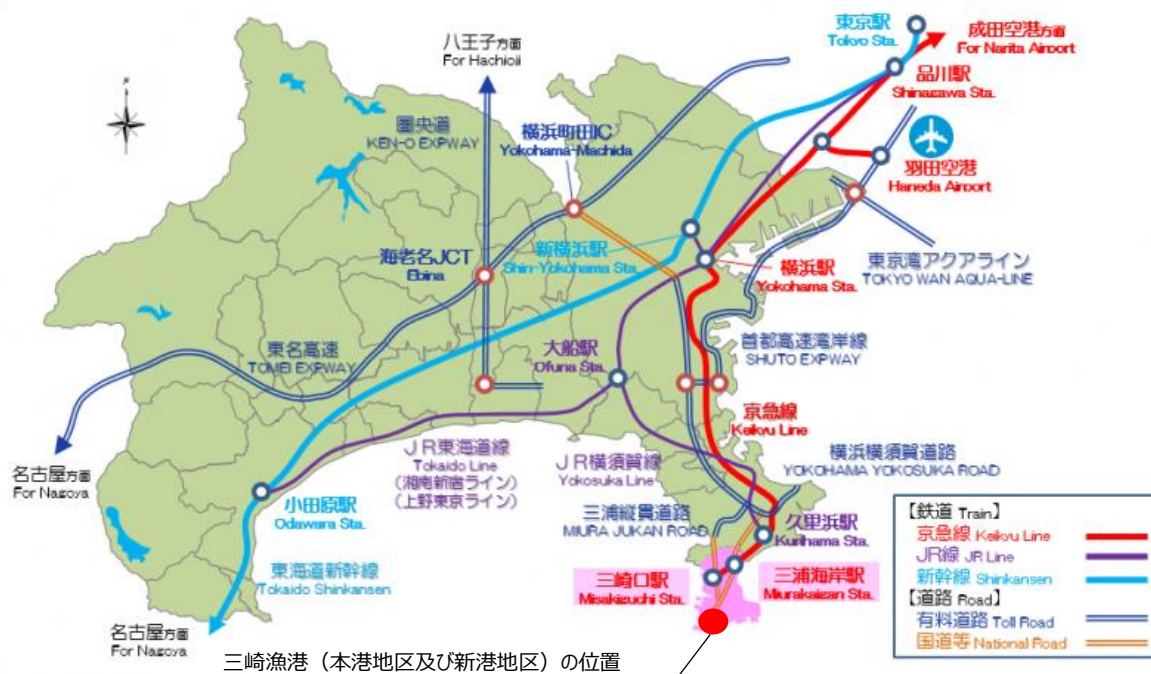 東京駅
Tokyo Sta.
成田空港方面
For Narita Airport
八王子方面
For Hachioji
品川駅
Shinagawa Sta.
圏央道
KEN-O EXPWAY
横浜町田IC
Yokohama-Machida
羽田空港
Haneda Airport
海老名JCT
Ebina
新横浜駅
Shin-Yokohama Sta.
横浜駅
Yokohama Sta.
東京湾アクアライン
TOKYO WAN AQUA-LINE
東名高速
TOMEI EXPWAY
大船駅
Ofuna Sta.
首都高速湾岸線
SHUTO EXPWAY
京急線
Keikyu Line
名古屋方面
For Nagoya
JR東海道線
Tokaido Line
(湘南新宿ライン)
(上野東京ライン)
JR横須賀線
Yokosuka Line
横浜横須賀道路
YOKOHAMA YOKOSUKA ROAD
小田原駅
Odawara Sta.
三浦縦貫道路
MIURA JUKAN ROAD
久里浜駅
Kurihama Sta.
東海道新幹線
Tokaido Shinkansen
三崎口駅
Misakiguchi Sta.
三浦海岸駅
Miurakaigan Sta.
名古屋方面
For Nagoya
【鉄道 Train】
京急線 Keikyu Line
JR線 JR Line
新幹線 Shinkansen
【道路 Road】
有料道路 Toll Road
国道等 National Road
三崎漁港(本港地区及び新港地区)の位置